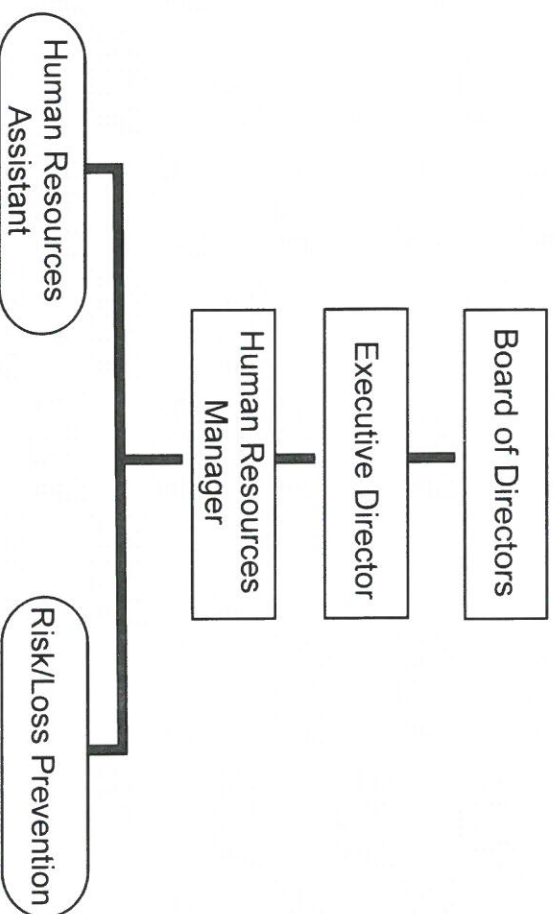 Board of Directors
Executive Director
Human Resources
Manager
Human Resources
Assistant
Risk/Loss Prevention